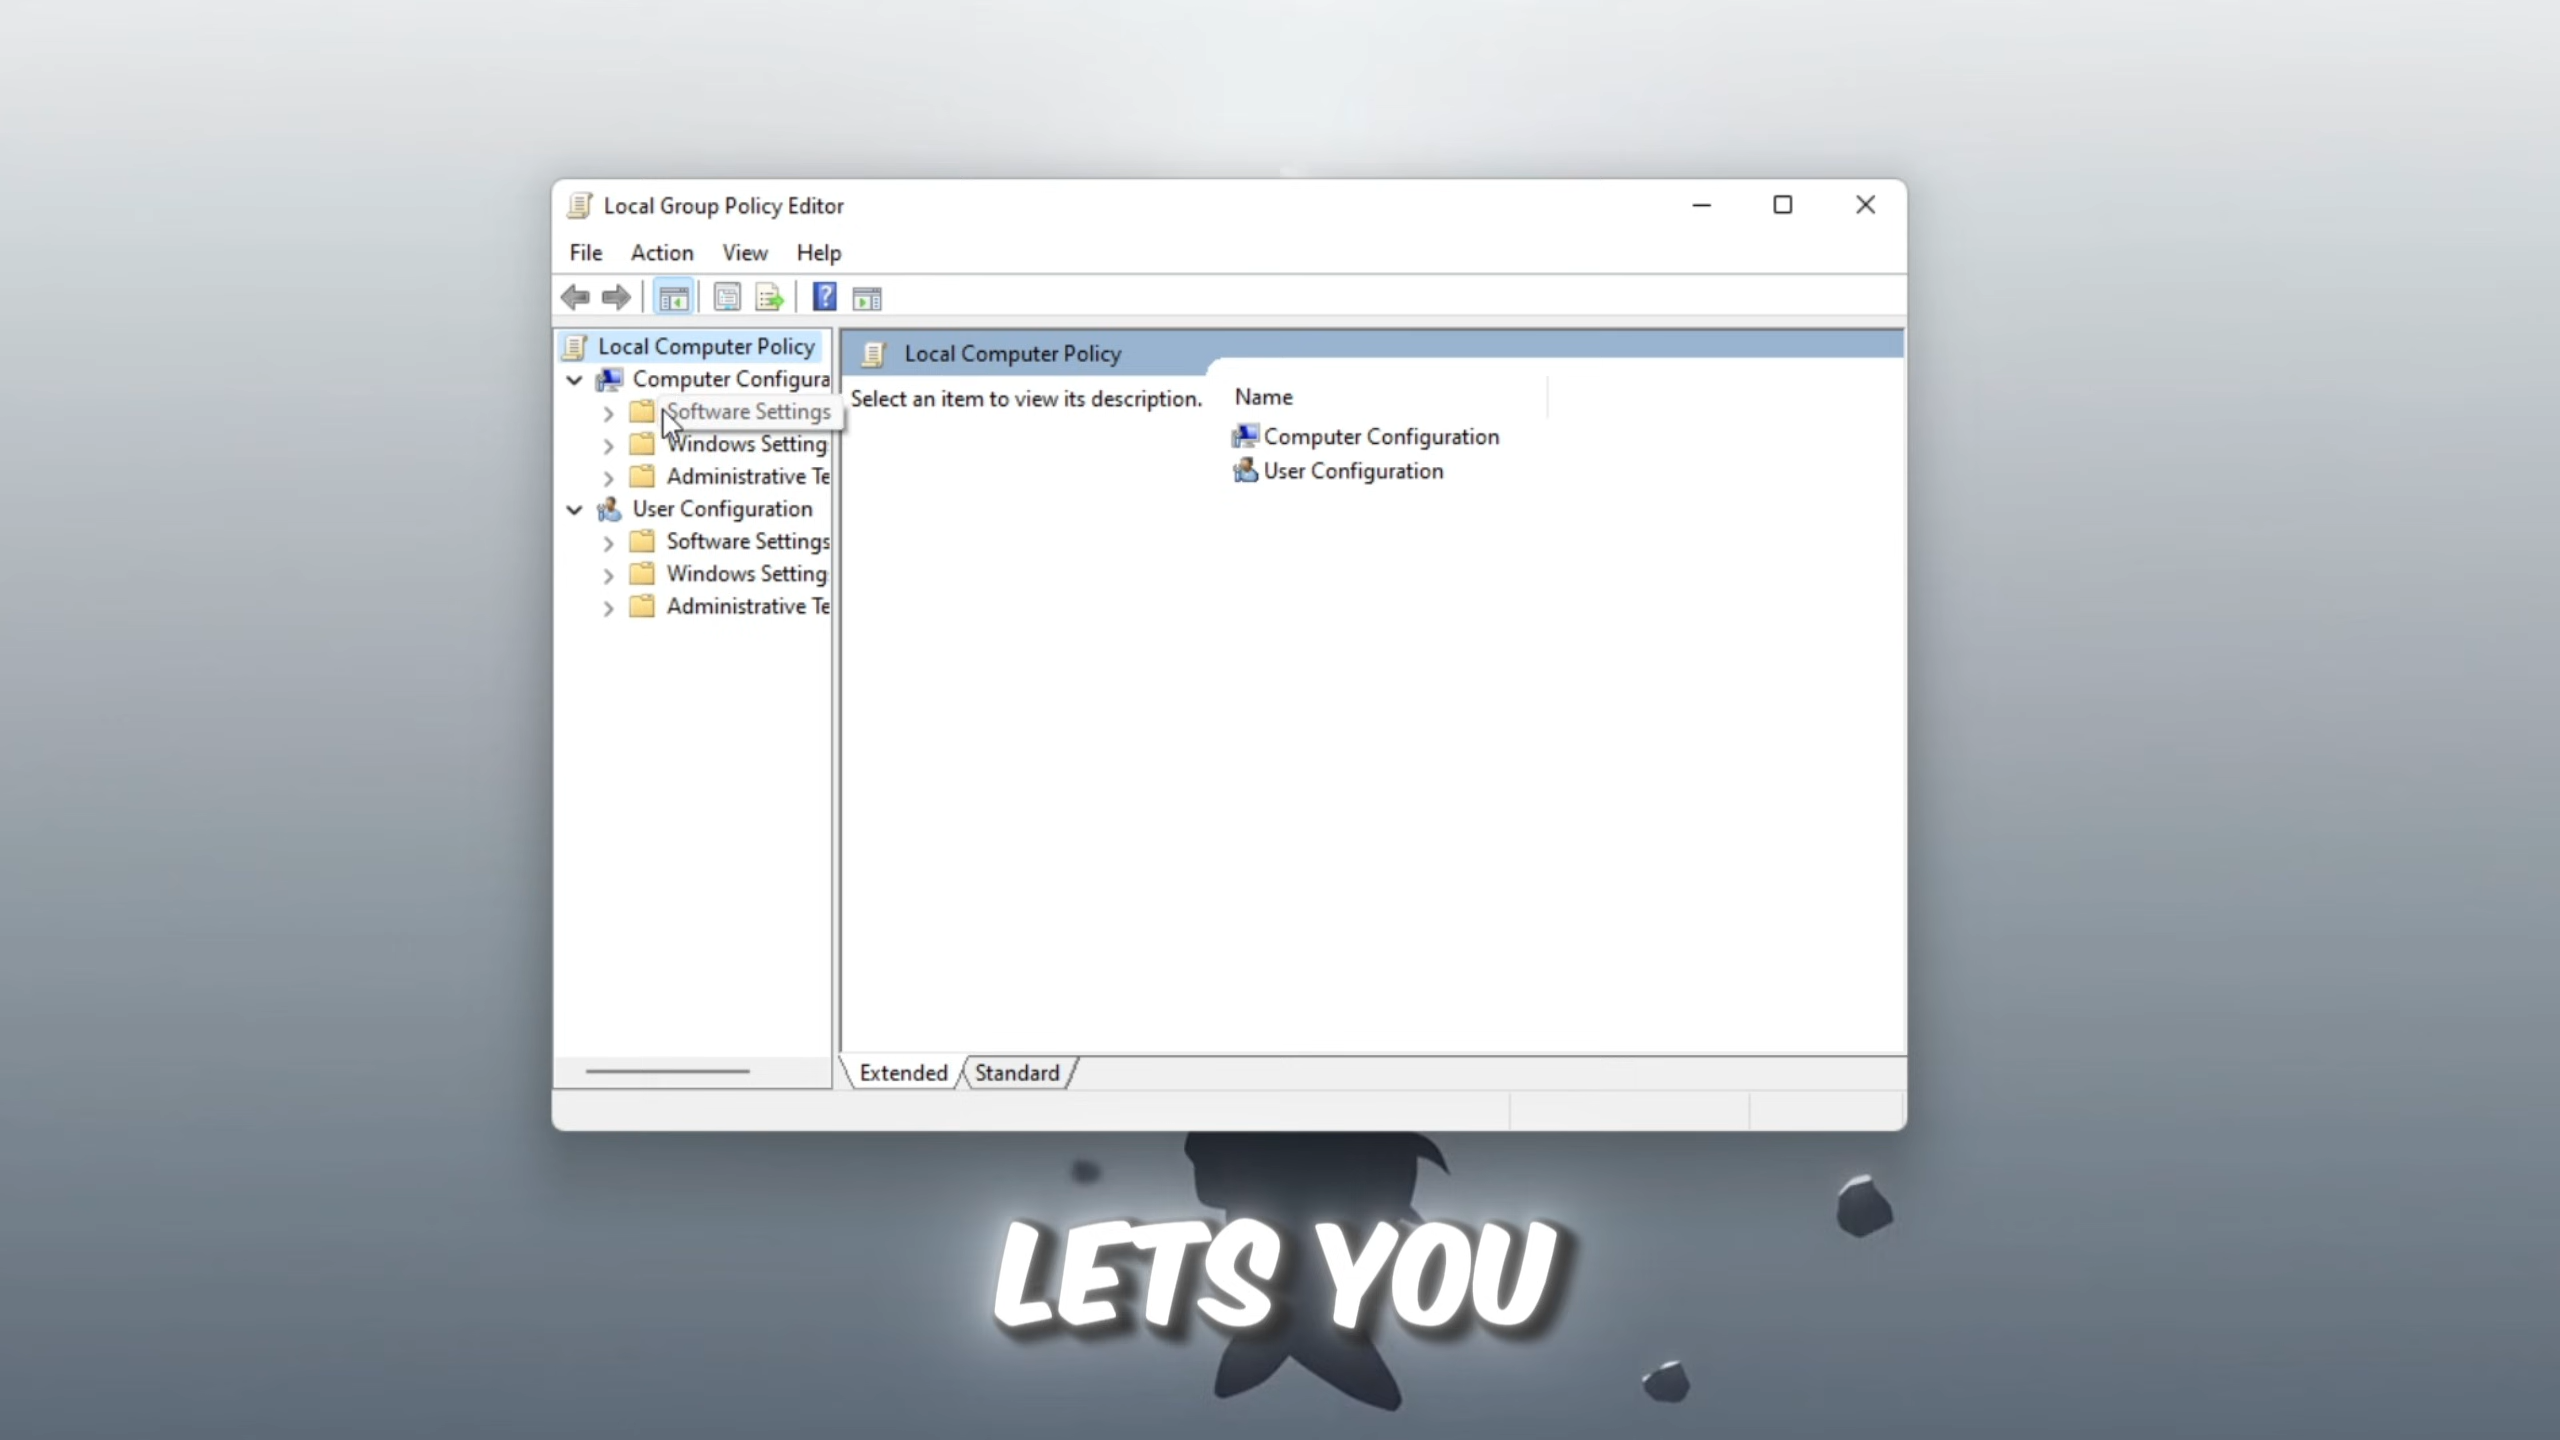 Local Group Policy Editor
File Action View Help
Local Computer Policy
Computer Configura
Software Settings
Windows Setting
Administrative Te
User Configuration
Software Settings
Windows Setting
Administrative Te
Local Computer Policy
Select an item to view its description.
Name
Computer Configuration
User Configuration
Extended Standard
LETS YOU